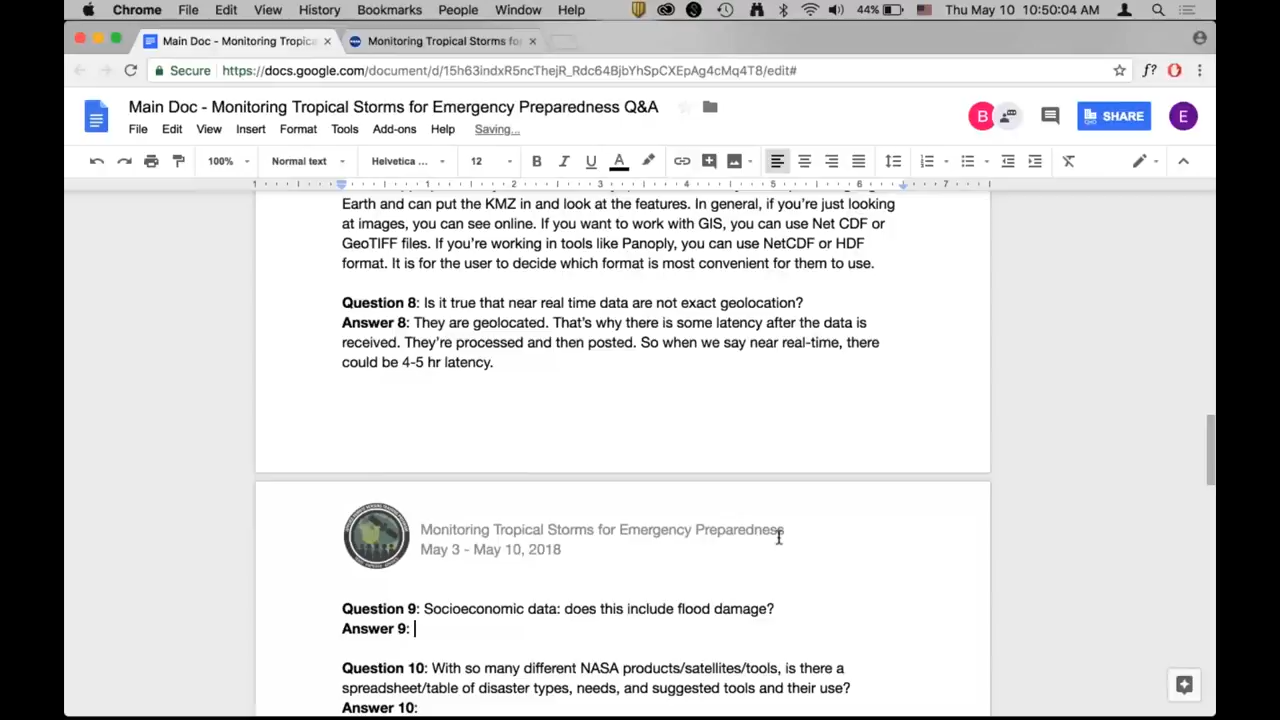 Chrome File Edit View History Bookmarks People Window Help 44% Thu May 10 10:50:04 AM
Main Doc - Monitoring Tropica × Monitoring Tropical Storms fo ×
Secure https://docs.google.com/document/d/15h63indxR5ncThejR_Rdc64BjbYhSpCXEpAg4cMq4T8/edit#
Main Doc - Monitoring Tropical Storms for Emergency Preparedness Q&A
B SHARE E
File Edit View Insert Format Tools Add-ons Help Saving...
100% Normal text Helvetica ... 12 B I U A
1 1 2 3 4 5 6 7
Earth and can put the KMZ in and look at the features. In general, if you're just looking
at images, you can see online. If you want to work with GIS, you can use Net CDF or
GeoTIFF files. If you're working in tools like Panoply, you can use NetCDF or HDF
format. It is for the user to decide which format is most convenient for them to use.
Question 8: Is it true that near real time data are not exact geolocation?
Answer 8: They are geolocated. That's why there is some latency after the data is
received. They're processed and then posted. So when we say near real-time, there
could be 4-5 hr latency.
Monitoring Tropical Storms for Emergency Preparedness
May 3 - May 10, 2018
Question 9: Socioeconomic data: does this include flood damage?
Answer 9:
Question 10: With so many different NASA products/satellites/tools, is there a
spreadsheet/table of disaster types, needs, and suggested tools and their use?
Answer 10: